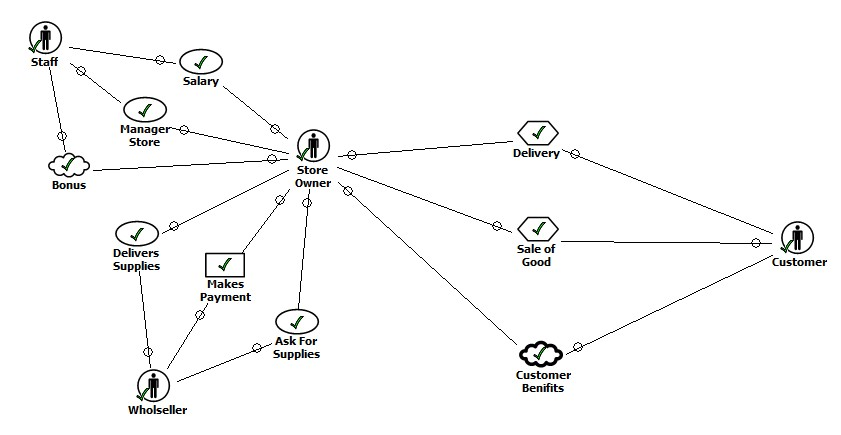 Staff
Salary
Manager
Store
Bonus
Store
Owner
Delivery
Sale of
Good
Customer
Delivers
Supplies
Makes
Payment
Ask For
Supplies
Wholseller
Customer
Benifits